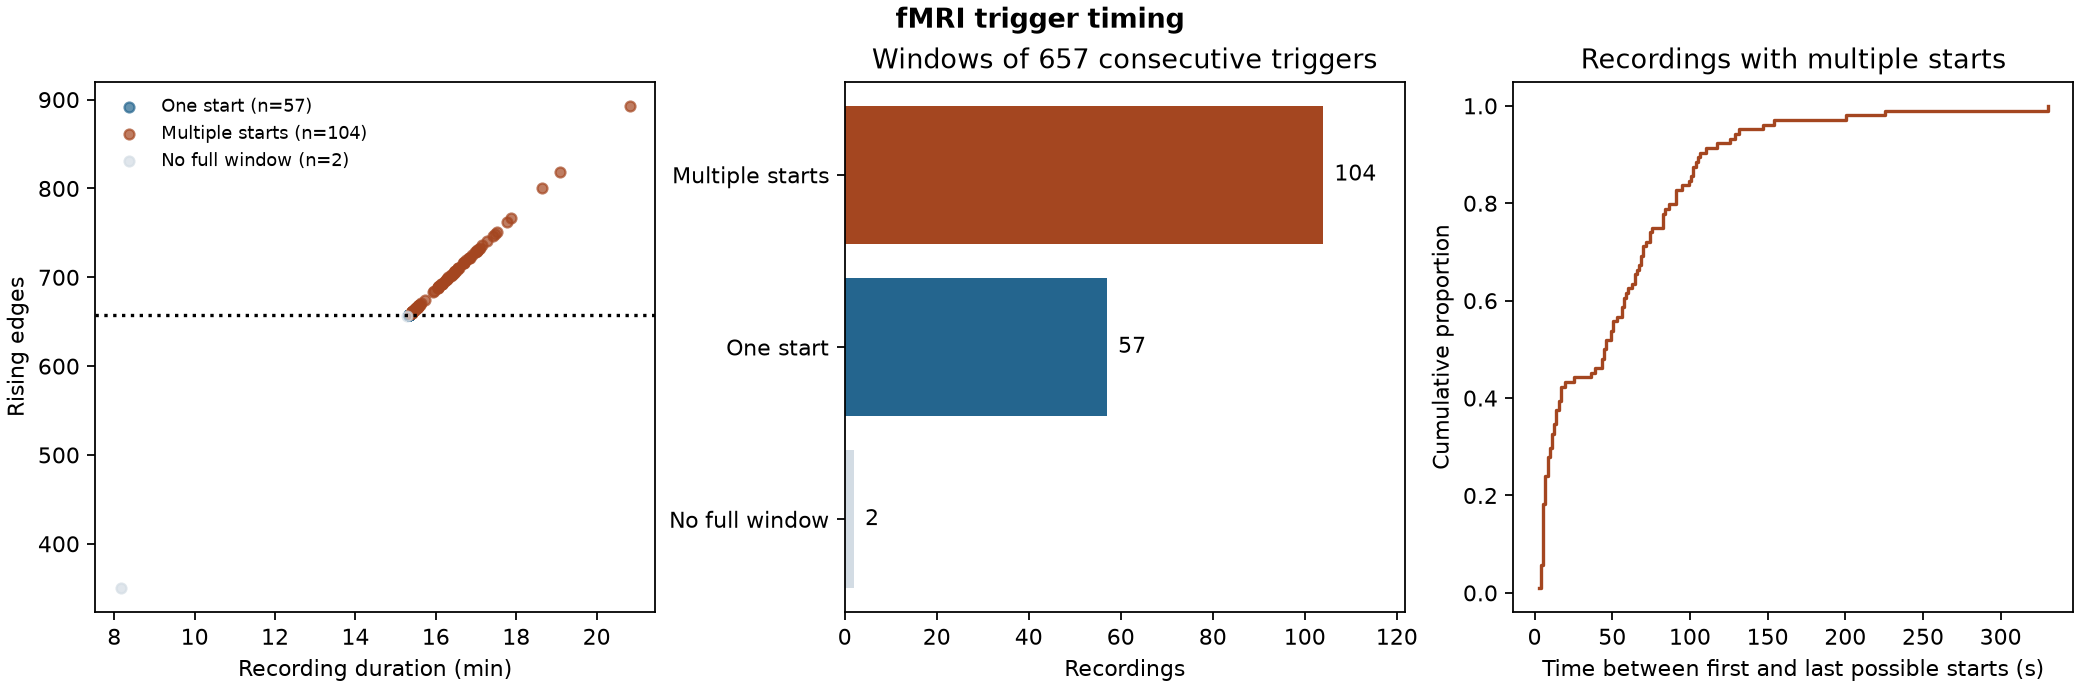 fMRI trigger timing
900
800
700
600
500
400
Rising edges
8
10
12
14
16
18
20
Recording duration (min)
One start (n=57)
Multiple starts (n=104)
No full window (n=2)
Windows of 657 consecutive triggers
Multiple starts
One start
No full window
104
57
2
0
20
40
60
80
100
120
Recordings
Recordings with multiple starts
1.0
0.8
0.6
0.4
0.2
0.0
Cumulative proportion
0
50
100
150
200
250
300
Time between first and last possible starts (s)